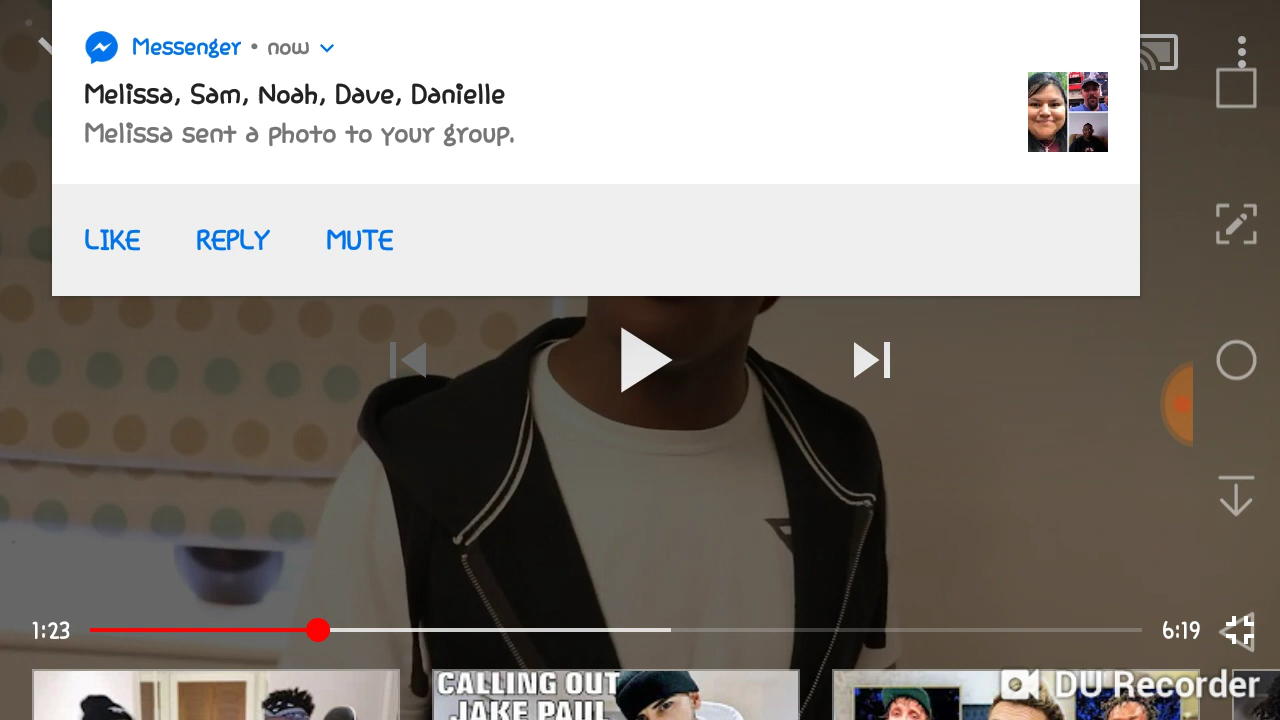 Messenger • now
Melissa, Sam, Noah, Dave, Danielle
Melissa sent a photo to your group.
LIKE REPLY MUTE
1:23 6:19
CALLING OUT
JAKE PAUL
DU Recorder